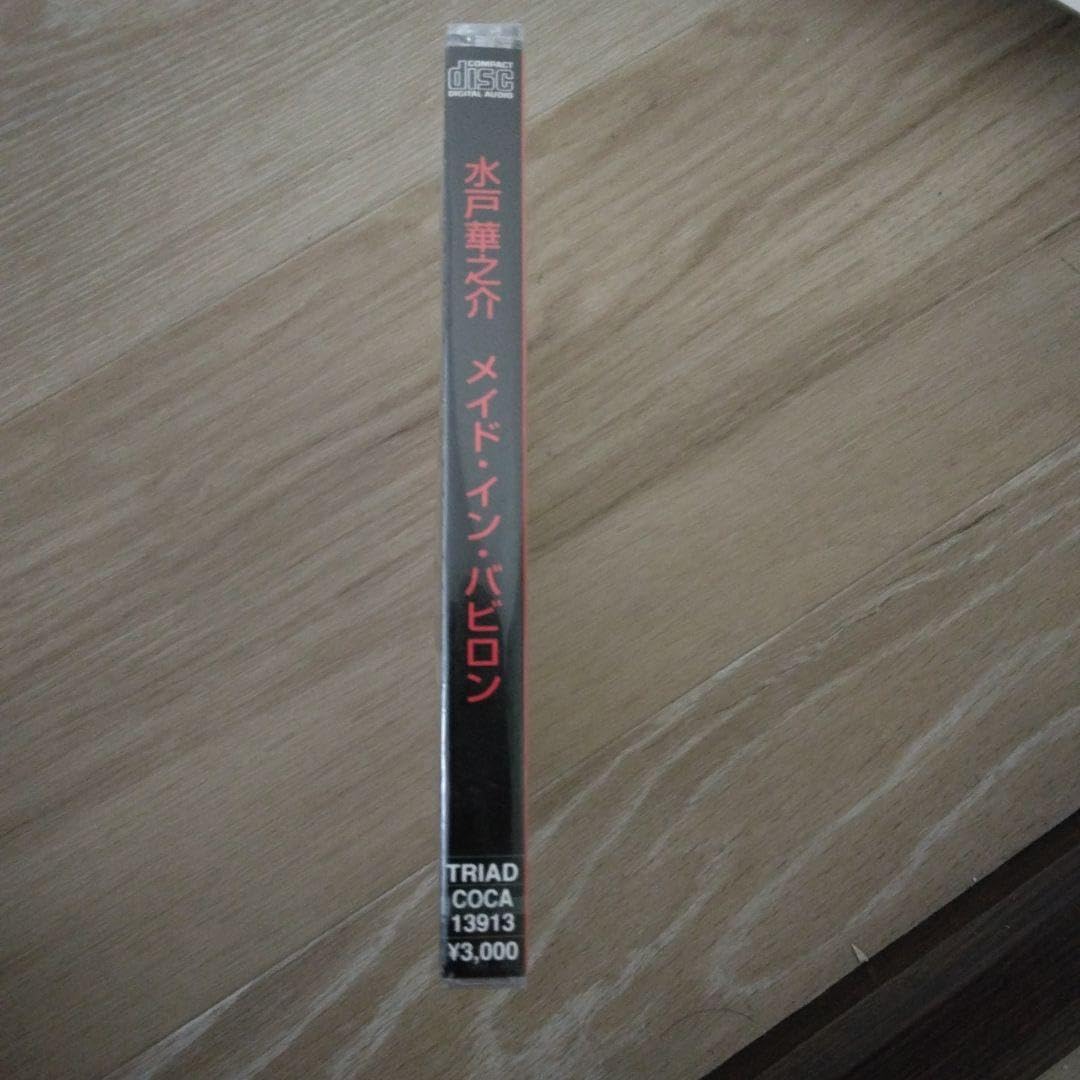 COMPACT
disc
DIGITAL AUDIO
水戸華之介 メイド・イン・バビロン
TRIAD
COCA
13913
¥3,000